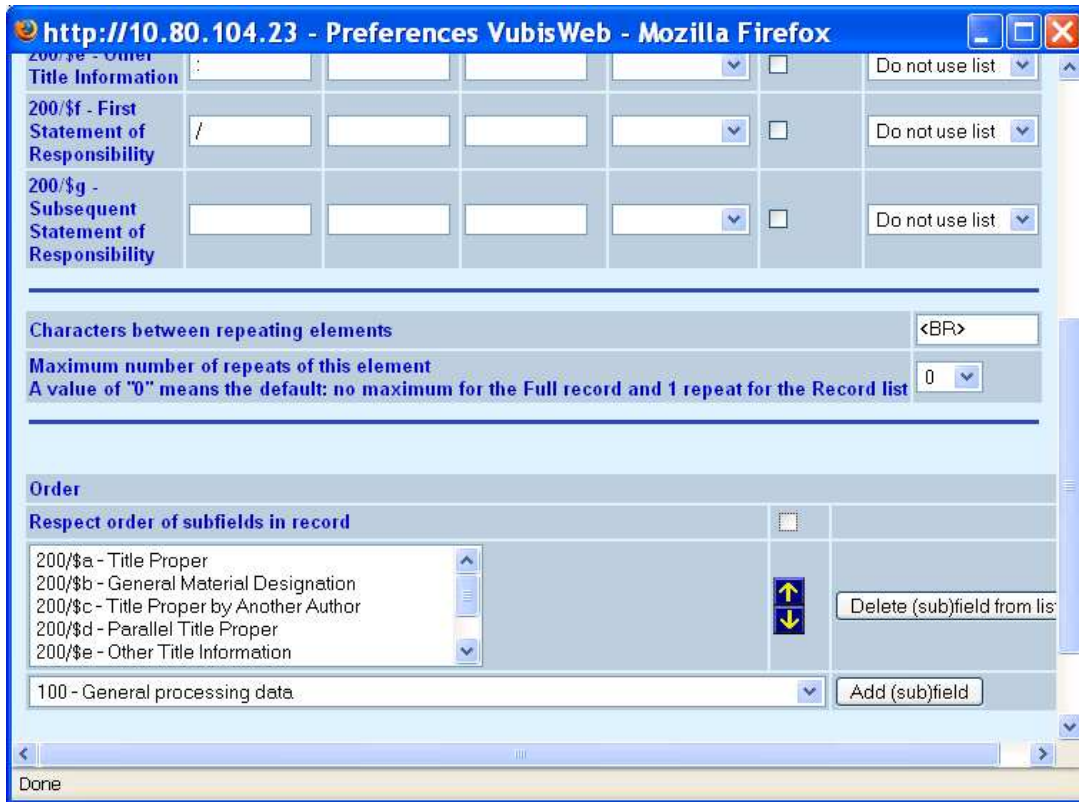 http://10.80.104.23 - Preferences VubisWeb - Mozilla Firefox
200/$e - Other
Title Information
:
Do not use list
200/$f - First
Statement of
Responsibility
/
Do not use list
200/$g -
Subsequent
Statement of
Responsibility
Do not use list
Characters between repeating elements
<BR>
Maximum number of repeats of this element
A value of "0" means the default: no maximum for the Full record and 1 repeat for the Record list
0
Order
Respect order of subfields in record
200/$a - Title Proper
200/$b - General Material Designation
200/$c - Title Proper by Another Author
200/$d - Parallel Title Proper
200/$e - Other Title Information
Delete (sub)field from list
100 - General processing data
Add (sub)field
Done